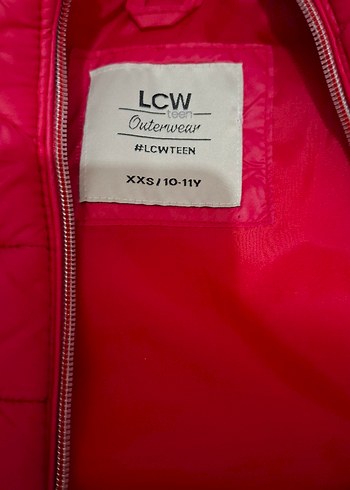 LCW
teen
Outerwear
#LCWTEEN
XXS/10-11Y